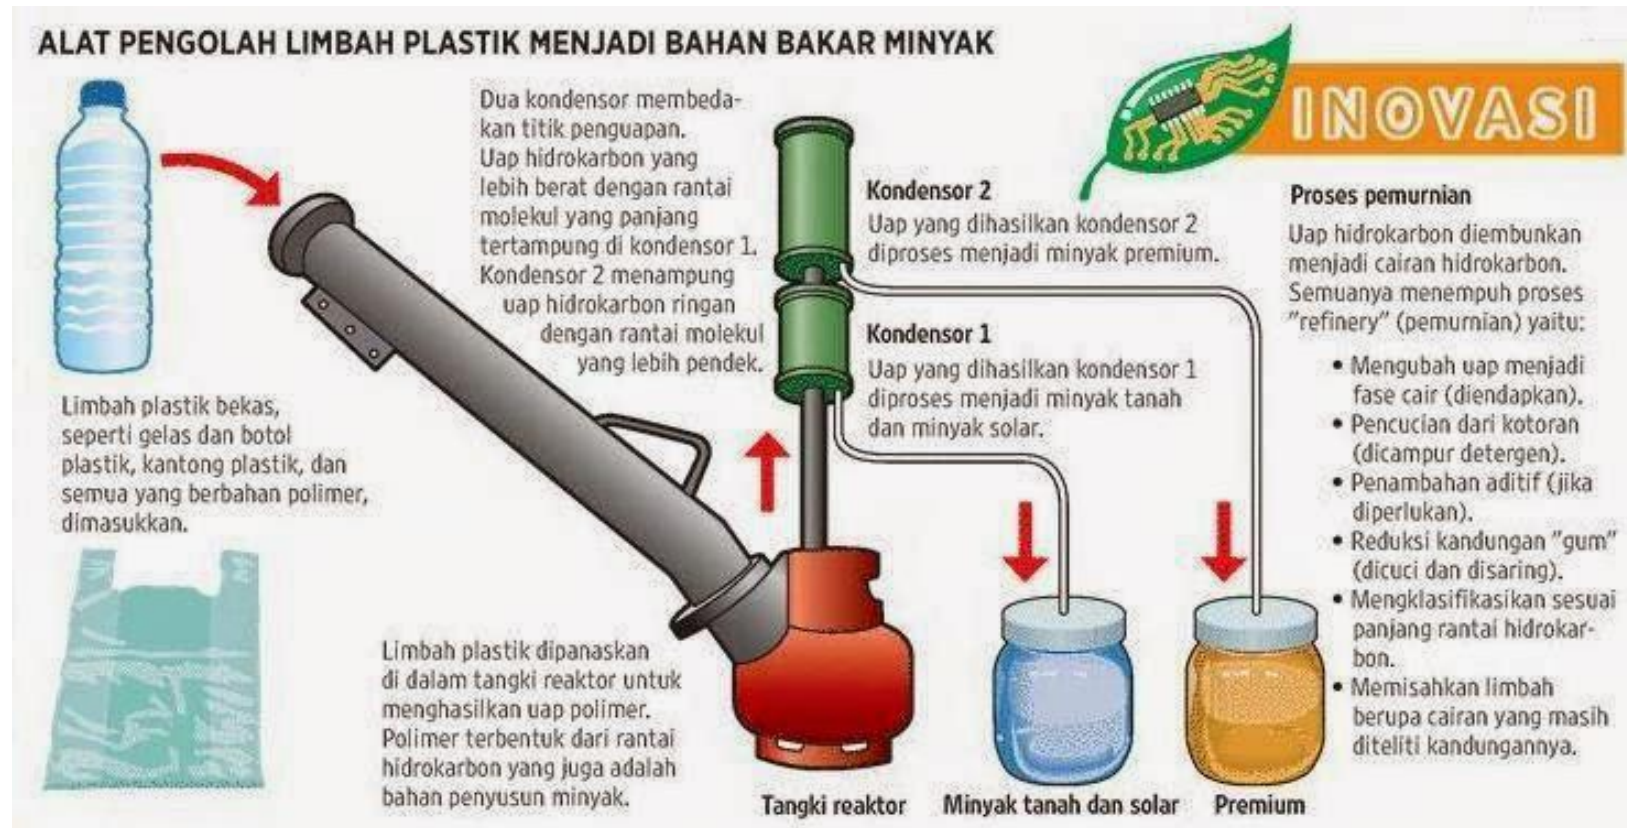 ALAT PENGOLAH LIMBAH PLASTIK MENJADI BAHAN BAKAR MINYAK
INOVASI
Limbah plastik bekas,
seperti gelas dan botol
plastik, kantong plastik, dan
semua yang berbahan polimer,
dimasukkan.
Dua kondensor membeda-
kan titik penguapan.
Uap hidrokarbon yang
lebih berat dengan rantai
molekul yang panjang
tertampung di kondensor 1.
Kondensor 2 menampung
uap hidrokarbon ringan
dengan rantai molekul
yang lebih pendek.
Limbah plastik dipanaskan
di dalam tangki reaktor untuk
menghasilkan uap polimer.
Polimer terbentuk dari rantai
hidrokarbon yang juga adalah
bahan penyusun minyak.
Kondensor 2
Uap yang dihasilkan kondensor 2
diproses menjadi minyak premium.
Kondensor 1
Uap yang dihasilkan kondensor 1
diproses menjadi minyak tanah
dan minyak solar.
Tangki reaktor
Minyak tanah dan solar
Premium
Proses pemurnian
Uap hidrokarbon diembunkan
menjadi cairan hidrokarbon.
Semuanya menempuh proses
"refinery" (pemurnian) yaitu:
• Mengubah uap menjadi
fase cair (diendapkan).
• Pencucian dari kotoran
(dicampur detergen).
• Penambahan aditif (jika
diperlukan).
• Reduksi kandungan "gum"
(dicuci dan disaring).
• Mengklasifikasikan sesuai
panjang rantai hidrokar-
bon.
• Memisahkan limbah
berupa cairan yang masih
diteliti kandungannya.